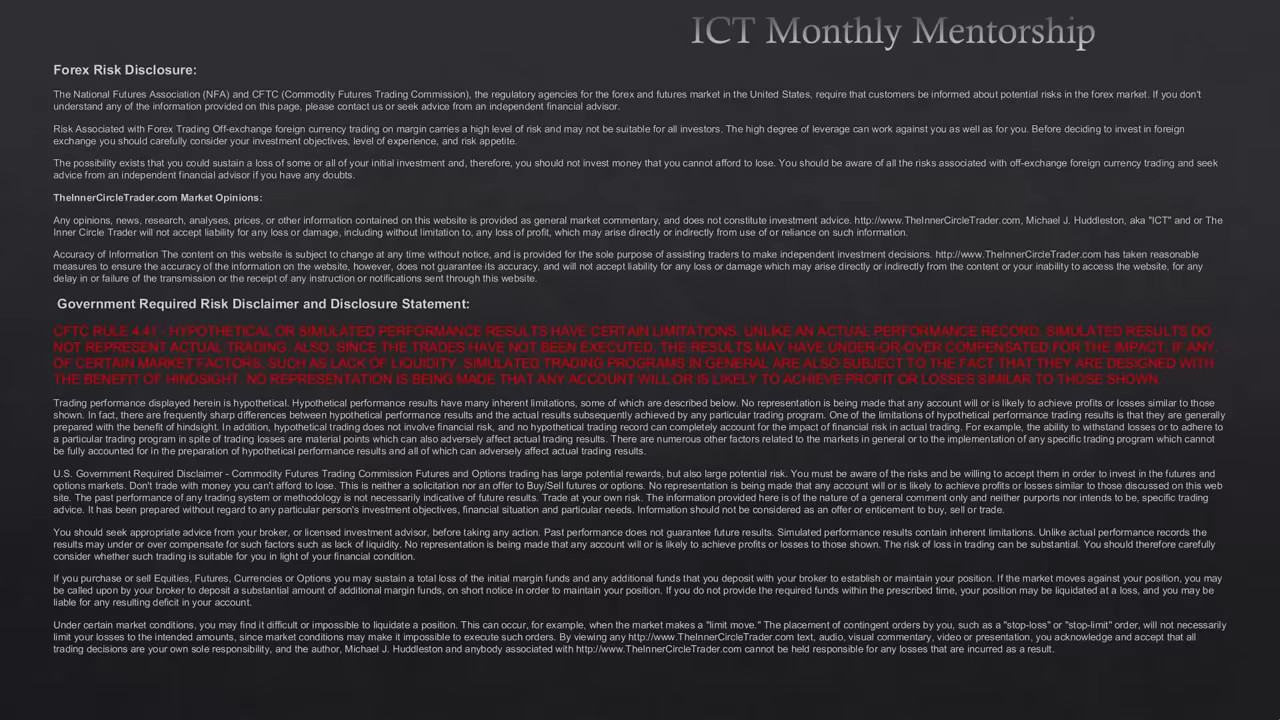 ICT Monthly Mentorship
Forex Risk Disclosure:
The National Futures Association (NFA) and CFTC (Commodity Futures Trading Commission), the regulatory agencies for the forex and futures market in the United States, require that customers be informed about potential risks in the forex market. If you don't
understand any of the information provided on this page, please contact us or seek advice from an independent financial advisor.
Risk Associated with Forex Trading Off-exchange foreign currency trading on margin carries a high level of risk and may not be suitable for all investors. The high degree of leverage can work against you as well as for you. Before deciding to invest in foreign
exchange you should carefully consider your investment objectives, level of experience, and risk appetite.
The possibility exists that you could sustain a loss of some or all of your initial investment and, therefore, you should not invest money that you cannot afford to lose. You should be aware of all the risks associated with off-exchange foreign currency trading and seek
advice from an independent financial advisor if you have any doubts.
TheInnerCircleTrader.com Market Opinions:
Any opinions, news, research, analyses, prices, or other information contained on this website is provided as general market commentary, and does not constitute investment advice. http://www.TheInnerCircleTrader.com, Michael J. Huddleston, aka "ICT" and or The
Inner Circle Trader will not accept liability for any loss or damage, including without limitation to, any loss of profit, which may arise directly or indirectly from use of or reliance on such information.
Accuracy of Information The content on this website is subject to change at any time without notice, and is provided for the sole purpose of assisting traders to make independent investment decisions. http://www.TheInnerCircleTrader.com has taken reasonable
measures to ensure the accuracy of the information on the website, however, does not guarantee its accuracy, and will not accept liability for any loss or damage which may arise directly or indirectly from the content or your inability to access the website, for any
delay in or failure of the transmission or the receipt of any instruction or notifications sent through this website.
Government Required Risk Disclaimer and Disclosure Statement:
CFTC RULE 4.41 - HYPOTHETICAL OR SIMULATED PERFORMANCE RESULTS HAVE CERTAIN LIMITATIONS. UNLIKE AN ACTUAL PERFORMANCE RECORD, SIMULATED RESULTS DO
NOT REPRESENT ACTUAL TRADING. ALSO, SINCE THE TRADES HAVE NOT BEEN EXECUTED, THE RESULTS MAY HAVE UNDER-OR-OVER COMPENSATED FOR THE IMPACT, IF ANY,
OF CERTAIN MARKET FACTORS, SUCH AS LACK OF LIQUIDITY. SIMULATED TRADING PROGRAMS IN GENERAL ARE ALSO SUBJECT TO THE FACT THAT THEY ARE DESIGNED WITH
THE BENEFIT OF HINDSIGHT. NO REPRESENTATION IS BEING MADE THAT ANY ACCOUNT WILL OR IS LIKELY TO ACHIEVE PROFIT OR LOSSES SIMILAR TO THOSE SHOWN.
Trading performance displayed herein is hypothetical. Hypothetical performance results have many inherent limitations, some of which are described below. No representation is being made that any account will or is likely to achieve profits or losses similar to those
shown. In fact, there are frequently sharp differences between hypothetical performance results and the actual results subsequently achieved by any particular trading program. One of the limitations of hypothetical performance trading results is that they are generally
prepared with the benefit of hindsight. In addition, hypothetical trading does not involve financial risk, and no hypothetical trading record can completely account for the impact of financial risk in actual trading. For example, the ability to withstand losses or to adhere to
a particular trading program in spite of trading losses are material points which can also adversely affect actual trading results. There are numerous other factors related to the markets in general or to the implementation of any specific trading program which cannot
be fully accounted for in the preparation of hypothetical performance results and all of which can adversely affect actual trading results.
U.S. Government Required Disclaimer - Commodity Futures Trading Commission Futures and Options trading has large potential rewards, but also large potential risk. You must be aware of the risks and be willing to accept them in order to invest in the futures and
options markets. Don't trade with money you can't afford to lose. This is neither a solicitation nor an offer to Buy/Sell futures or options. No representation is being made that any account will or is likely to achieve profits or losses similar to those discussed on this web
site. The past performance of any trading system or methodology is not necessarily indicative of future results. Trade at your own risk. The information provided here is of the nature of a general comment only and neither purports nor intends to be, specific trading
advice. It has been prepared without regard to any particular person's investment objectives, financial situation and particular needs. Information should not be considered as an offer or enticement to buy, sell or trade.
You should seek appropriate advice from your broker, or licensed investment advisor, before taking any action. Past performance does not guarantee future results. Simulated performance results contain inherent limitations. Unlike actual performance records the
results may under or over compensate for such factors such as lack of liquidity. No representation is being made that any account will or is likely to achieve profits or losses to those shown. The risk of loss in trading can be substantial. You should therefore carefully
consider whether such trading is suitable for you in light of your financial condition.
If you purchase or sell Equities, Futures, Currencies or Options you may sustain a total loss of the initial margin funds and any additional funds that you deposit with your broker to establish or maintain your position. If the market moves against your position, you may
be called upon by your broker to deposit a substantial amount of additional margin funds, on short notice in order to maintain your position. If you do not provide the required funds within the prescribed time, your position may be liquidated at a loss, and you may be
liable for any resulting deficit in your account.
Under certain market conditions, you may find it difficult or impossible to liquidate a position. This can occur, for example, when the market makes a "limit move." The placement of contingent orders by you, such as a "stop-loss" or "stop-limit" order, will not necessarily
limit your losses to the intended amounts, since market conditions may make it impossible to execute such orders. By viewing any http://www.TheInnerCircleTrader.com text, audio, visual commentary, video or presentation, you acknowledge and accept that all
trading decisions are your own sole responsibility, and the author, Michael J. Huddleston and anybody associated with http://www.TheInnerCircleTrader.com cannot be held responsible for any losses that are incurred as a result.